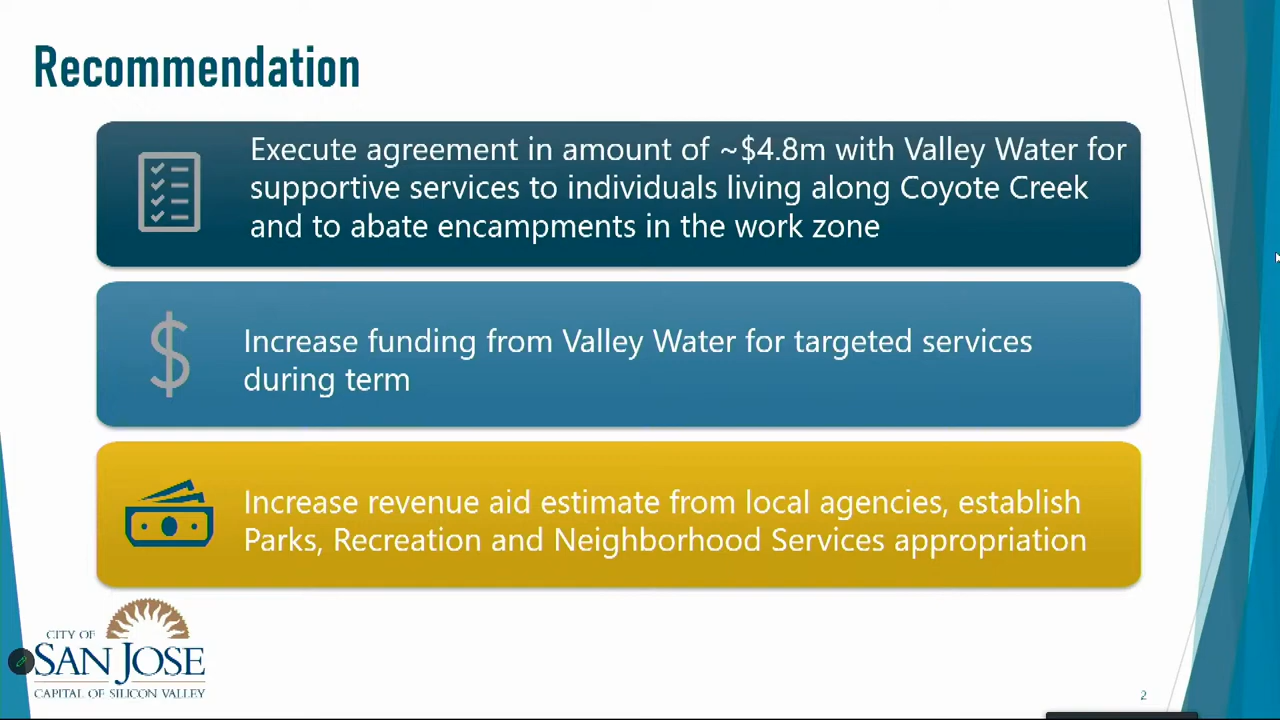 Recommendation
Execute agreement in amount of ~$4.8m with Valley Water for
supportive services to individuals living along Coyote Creek
and to abate encampments in the work zone
$
Increase funding from Valley Water for targeted services
during term
Increase revenue aid estimate from local agencies, establish
Parks, Recreation and Neighborhood Services appropriation
CITY OF
SAN JOSE
CAPITAL OF SILICON VALLEY
2